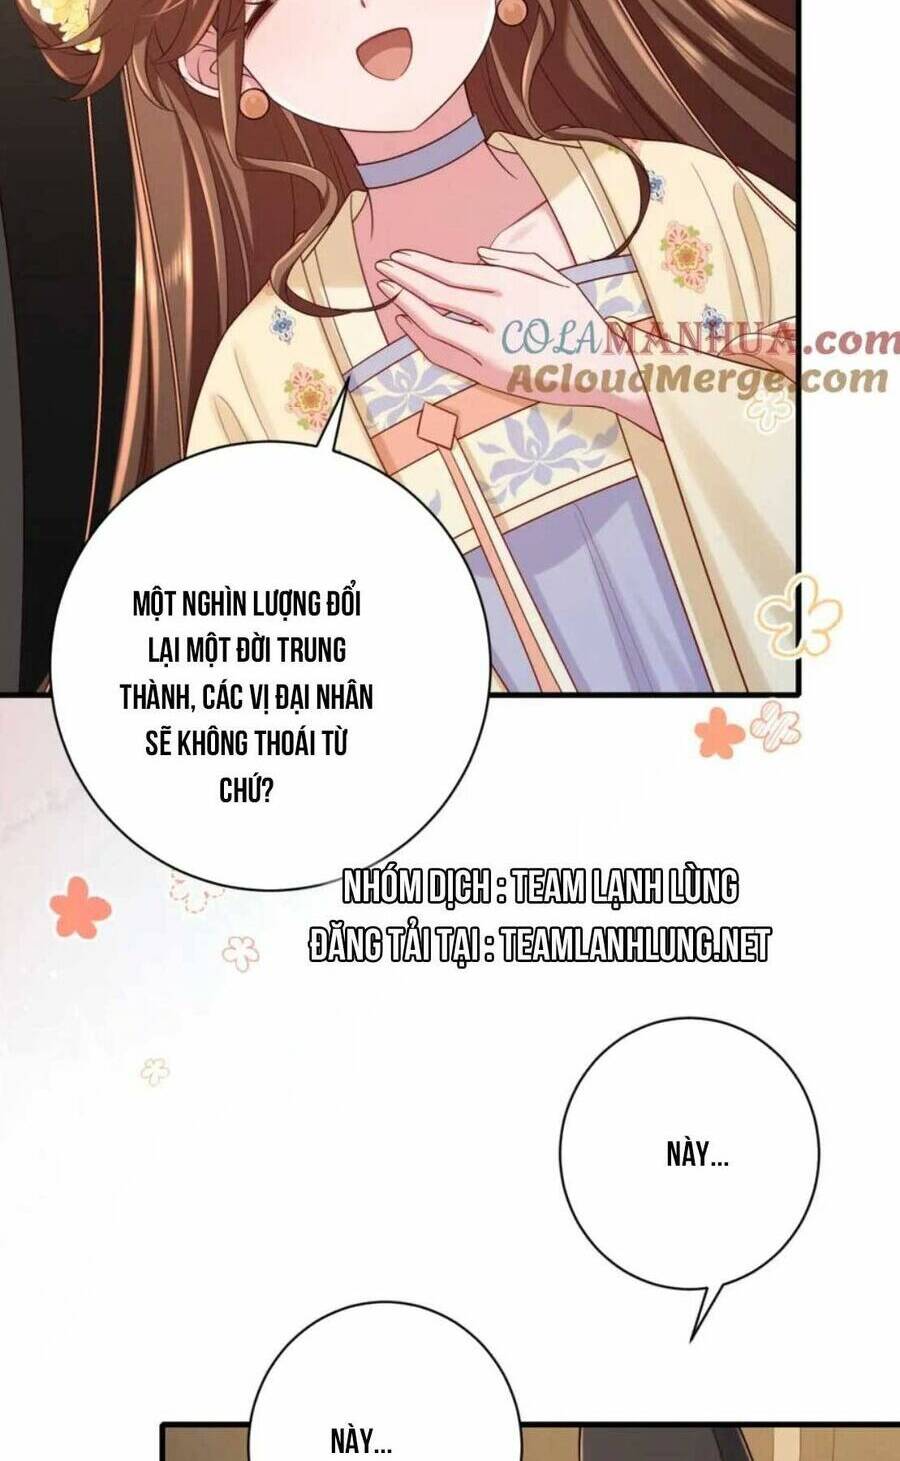 COLAMANHUA.com
ACloudMerge.com
MỘT NGHÌN LƯỢNG ĐỔI
LẠI MỘT ĐỜI TRUNG
THÀNH, CÁC VỊ ĐẠI NHÂN
SẼ KHÔNG THOÁI TỪ
CHỨ?
NHÓM DỊCH : TEAM LẠNH LÙNG
ĐĂNG TẢI TẠI : TEAMLANHLUNG.NET
NÀY...
NÀY...